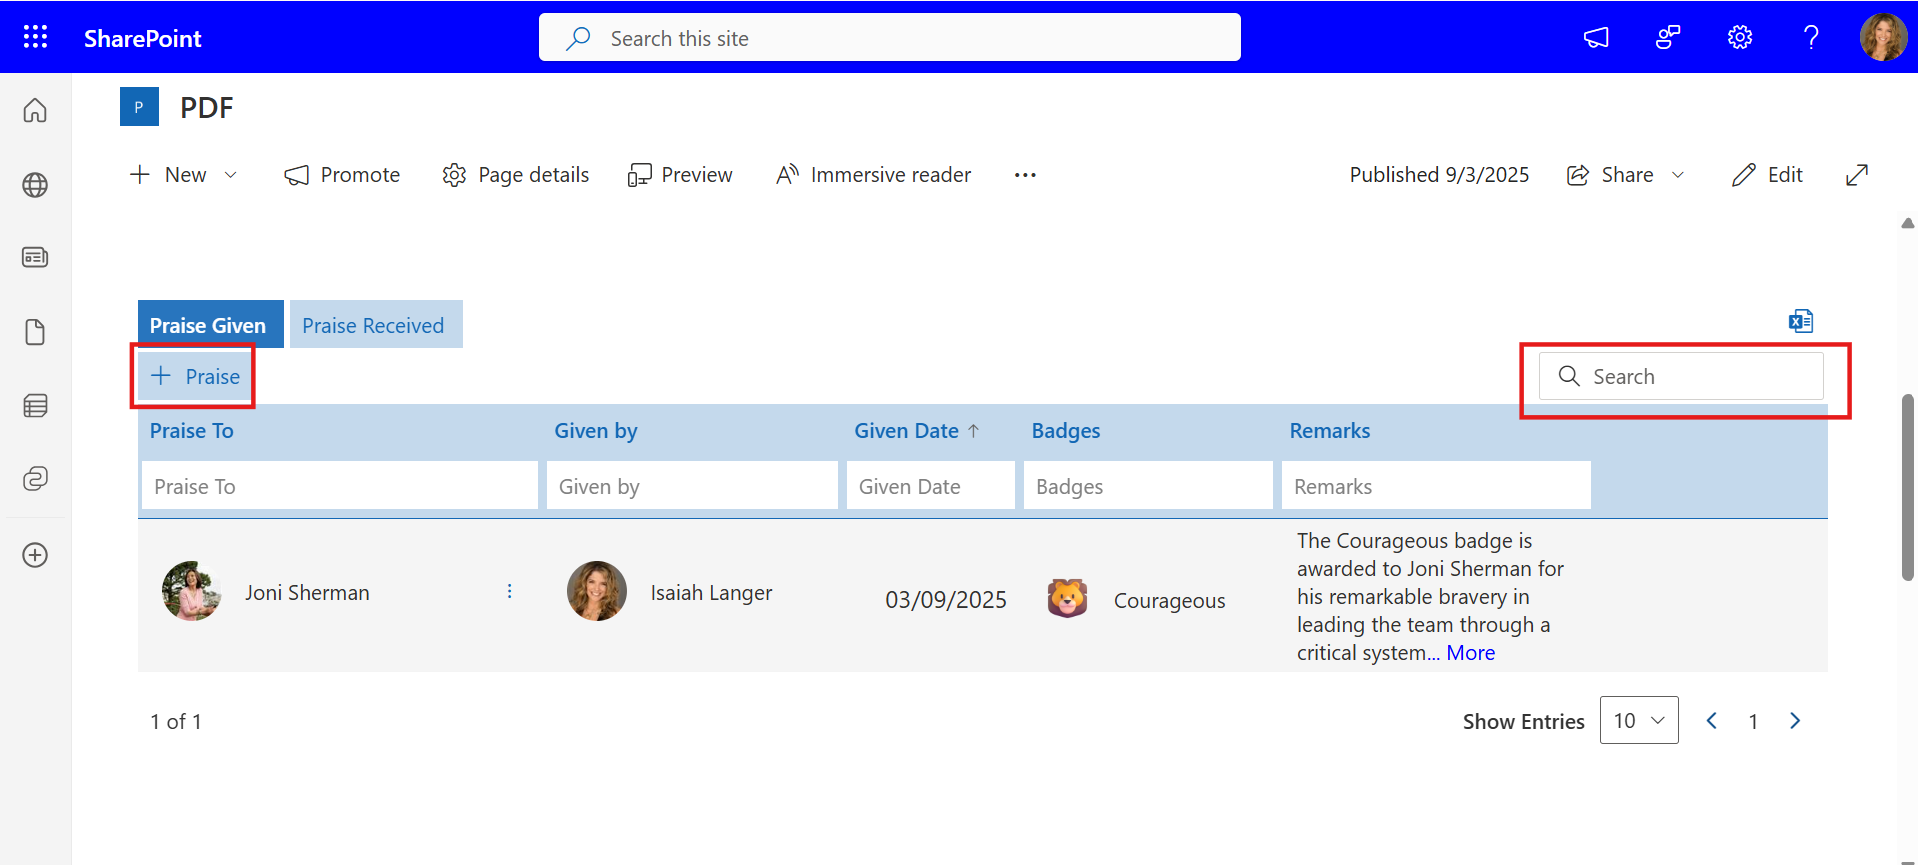 SharePoint
Search this site
P
PDF
New
Promote
Page details
Preview
Immersive reader
Published 9/3/2025
Share
Edit
Praise Given
Praise Received
Praise
Search
Praise To
Given by
Given Date
Badges
Remarks
Praise To
Given by
Given Date
Badges
Remarks
Joni Sherman
Isaiah Langer
03/09/2025
Courageous
The Courageous badge is
awarded to Joni Sherman for
his remarkable bravery in
leading the team through a
critical system... More
1 of 1
Show Entries
10
1